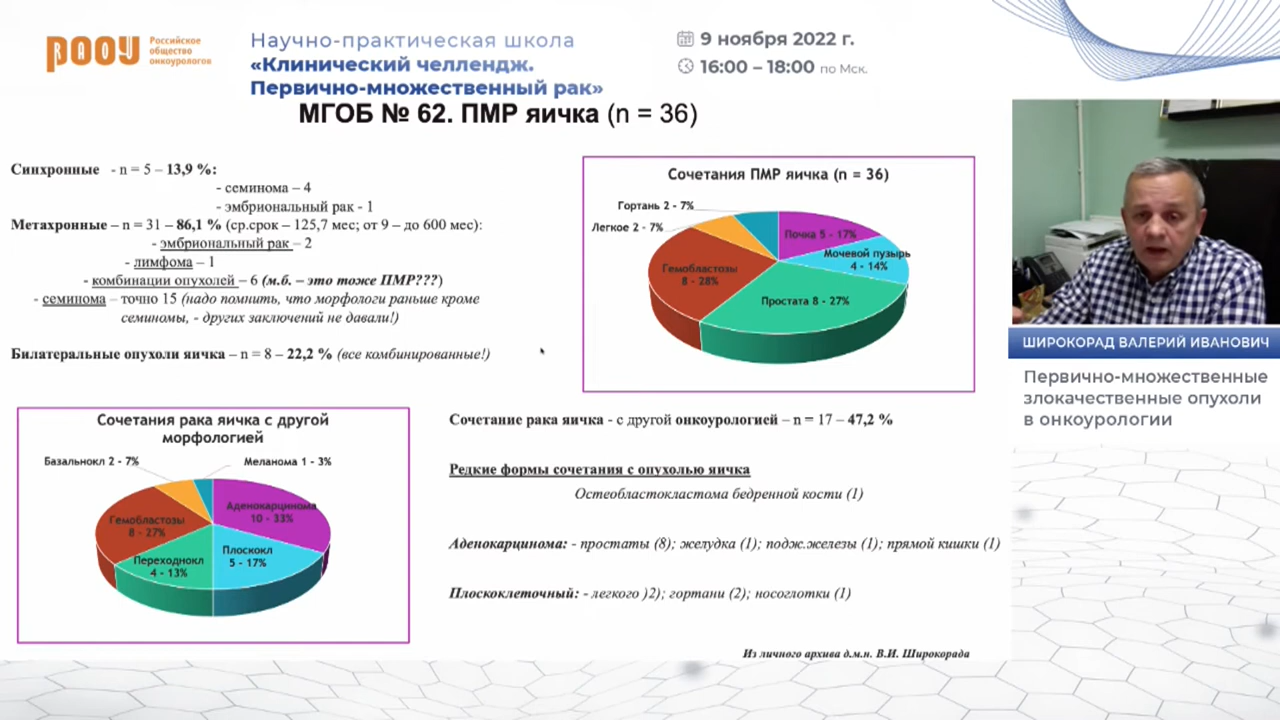 РАОУ
Российское
общество
онкоурологов
Научно-практическая школа
«Клинический челлендж.
Первично-множественный рак»
9 ноября 2022 г.
16:00 – 18:00 по Мск.
МГОБ № 62. ПМР яичка (n = 36)
Синхронные - n = 5 – 13,9 %:
- семинома – 4
- эмбриональный рак - 1
Метахронные – n = 31 – 86,1 % (ср.срок – 125,7 мес; от 9 – до 600 мес):
- эмбриональный рак – 2
- лимфома – 1
- комбинации опухолей – 6 (м.б. – это тоже ПМР???)
- семинома – точно 15 (надо помнить, что морфологи раньше кроме
семиномы, - других заключений не давали!)
Билатеральные опухоли яичка – n = 8 – 22,2 % (все комбинированные!)
Сочетания ПМР яичка (n = 36)
Гортань 2 - 7%
Легкое 2 - 7%
Почка 5 - 17%
Мочевой пузырь
4 - 14%
Гемобластозы
8 - 28%
Простата 8 - 27%
Сочетания рака яичка с другой
морфологией
Базальнокл 2 - 7%
Меланома 1 - 3%
Аденокарцинома
10 - 33%
Гемобластозы
8 - 27%
Плоскокл
5 - 17%
Переходнокл
4 - 13%
Сочетание рака яичка - с другой онкоурологией – n = 17 – 47,2 %
Редкие формы сочетания с опухолью яичка
Остеобластокластома бедренной кости (1)
Аденокарцинома: - простаты (8); желудка (1); подж.железы (1); прямой кишки (1)
Плоскоклеточный: - легкого )2); гортани (2); носоглотки (1)
Из личного архива д.м.н. В.И. Широкорада
ШИРОКОРАД ВАЛЕРИЙ ИВАНОВИЧ
Первично-множественные
злокачественные опухоли
в онкоурологии